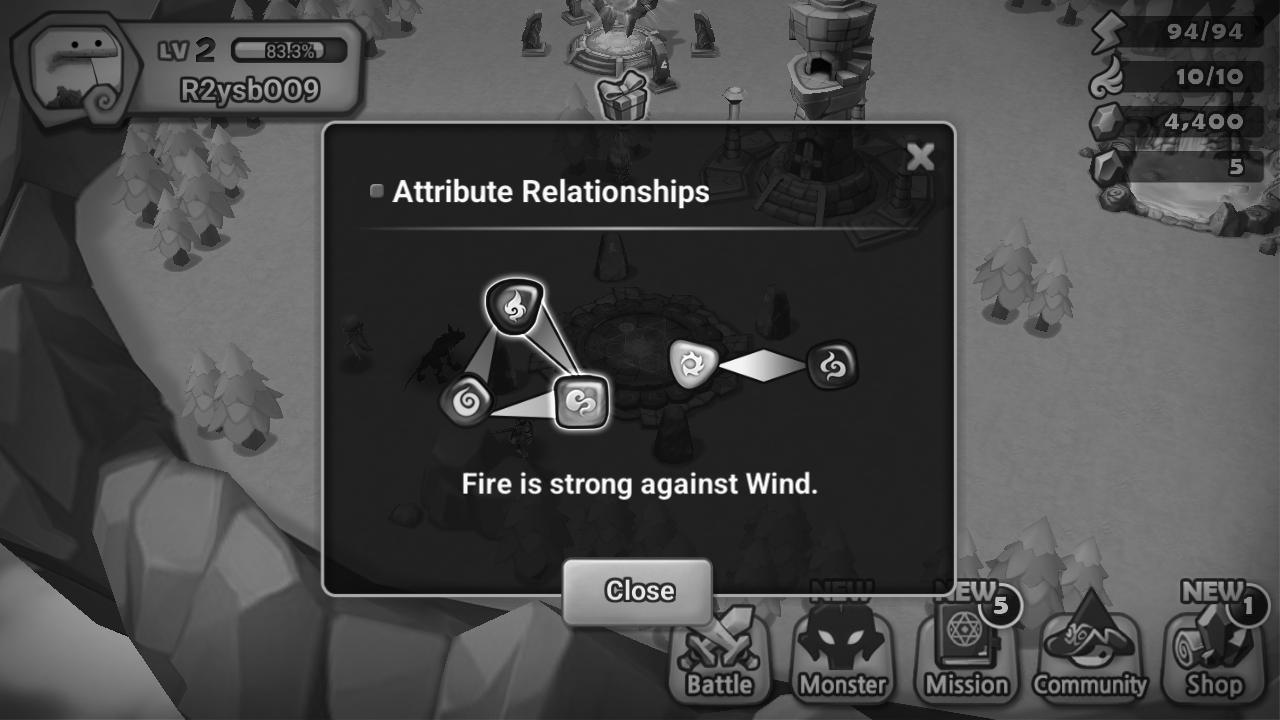 LV 2 83.3%
R2ysb009
94/94
10/10
4,400
5
Attribute Relationships
Fire is strong against Wind.
Close
NEW NEW 5 NEW 1
Battle Monster Mission Community Shop